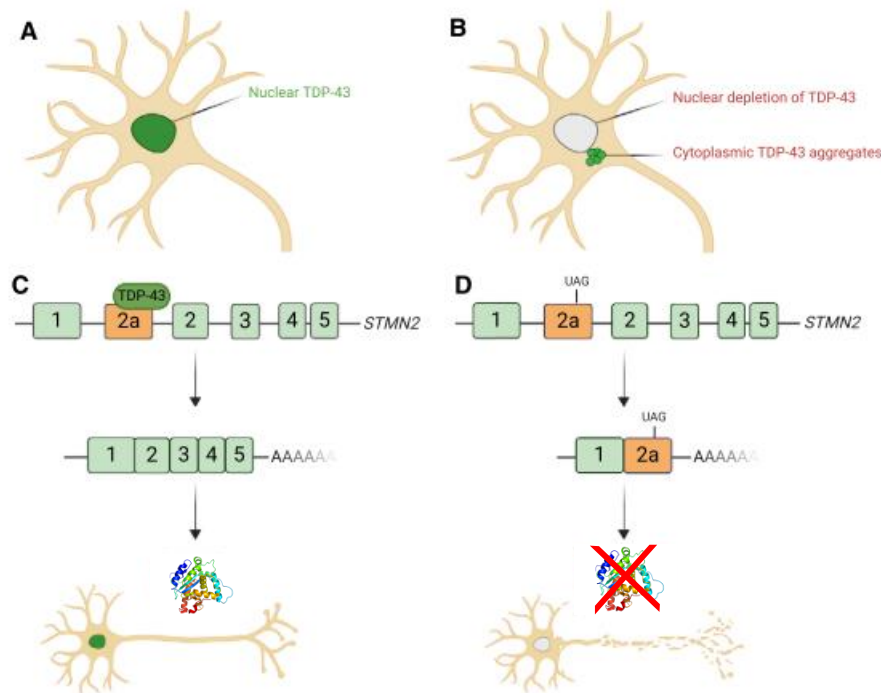 A
Nuclear TDP-43
B
Nuclear depletion of TDP-43
Cytoplasmic TDP-43 aggregates
C
TDP-43
1 2a 2 3 4 5 STMN2
1 2 3 4 5 AAAAAA
D
UAG
1 2a 2 3 4 5 STMN2
UAG
1 2a AAAAAA